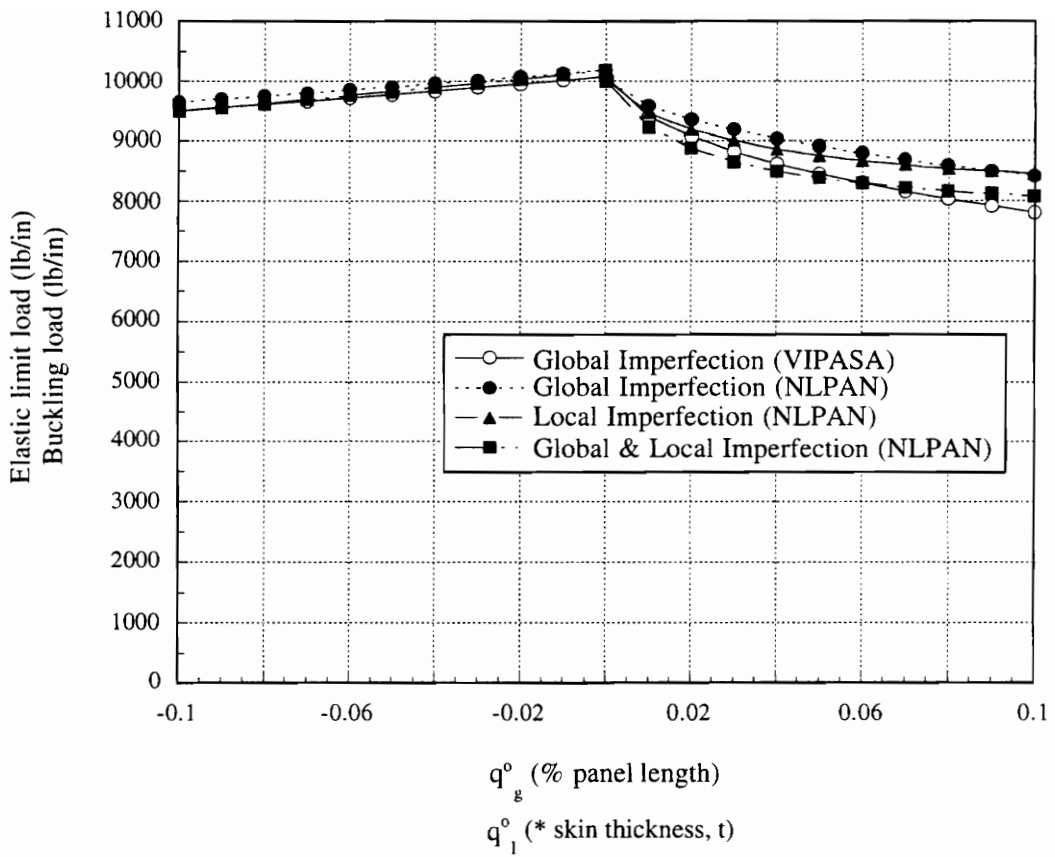 11000
10000
9000
8000
7000
6000
5000
4000
3000
2000
1000
0
Elastic limit load (lb/in)
Buckling load (lb/in)
Global Imperfection (VIPASA)
Global Imperfection (NLPAN)
Local Imperfection (NLPAN)
Global & Local Imperfection (NLPAN)
-0.1 -0.06 -0.02 0.02 0.06 0.1
q°g (% panel length)
q°l (* skin thickness, t)